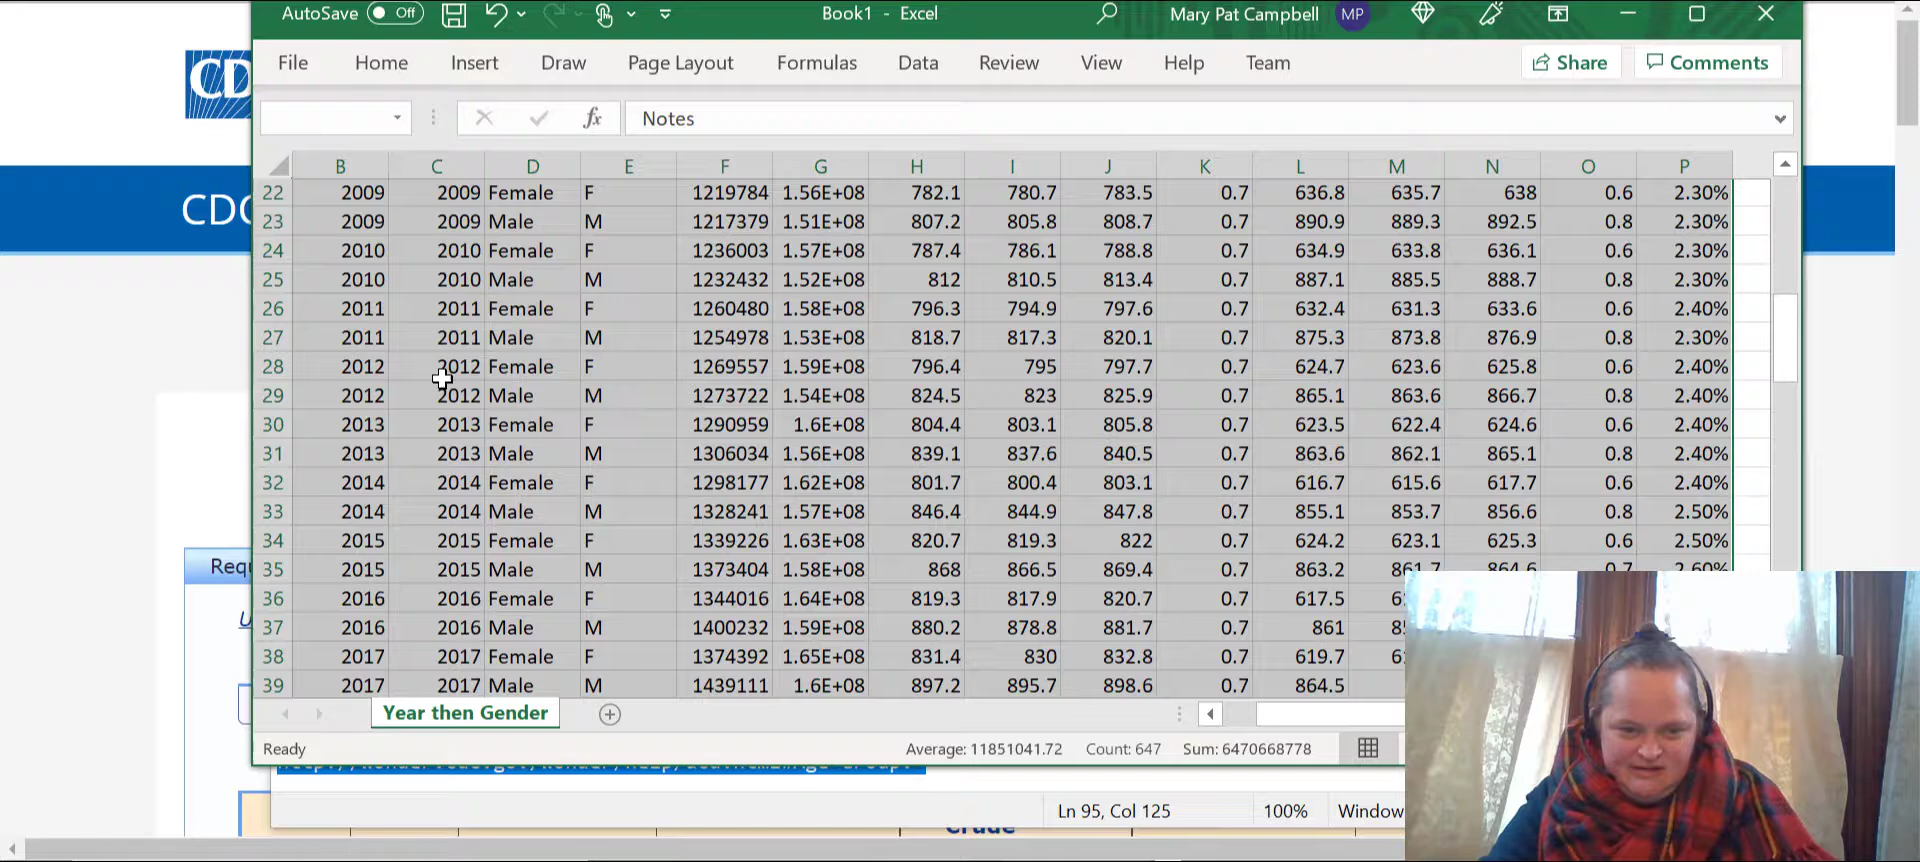 AutoSave Off Book1 - Excel Mary Pat Campbell MP
File Home Insert Draw Page Layout Formulas Data Review View Help Team Share Comments
fx Notes
B C D E F G H I J K L M N O P
22 2009 2009 Female F 1219784 1.56E+08 782.1 780.7 783.5 0.7 636.8 635.7 638 0.6 2.30%
23 2009 2009 Male M 1217379 1.51E+08 807.2 805.8 808.7 0.7 890.9 889.3 892.5 0.8 2.30%
24 2010 2010 Female F 1236003 1.57E+08 787.4 786.1 788.8 0.7 634.9 633.8 636.1 0.6 2.30%
25 2010 2010 Male M 1232432 1.52E+08 812 810.5 813.4 0.7 887.1 885.5 888.7 0.8 2.30%
26 2011 2011 Female F 1260480 1.58E+08 796.3 794.9 797.6 0.7 632.4 631.3 633.6 0.6 2.40%
27 2011 2011 Male M 1254978 1.53E+08 818.7 817.3 820.1 0.7 875.3 873.8 876.9 0.8 2.30%
28 2012 2012 Female F 1269557 1.59E+08 796.4 795 797.7 0.7 624.7 623.6 625.8 0.6 2.40%
29 2012 2012 Male M 1273722 1.54E+08 824.5 823 825.9 0.7 865.1 863.6 866.7 0.8 2.40%
30 2013 2013 Female F 1290959 1.6E+08 804.4 803.1 805.8 0.7 623.5 622.4 624.6 0.6 2.40%
31 2013 2013 Male M 1306034 1.56E+08 839.1 837.6 840.5 0.7 863.6 862.1 865.1 0.8 2.40%
32 2014 2014 Female F 1298177 1.62E+08 801.7 800.4 803.1 0.7 616.7 615.6 617.7 0.6 2.40%
33 2014 2014 Male M 1328241 1.57E+08 846.4 844.9 847.8 0.7 855.1 853.7 856.6 0.8 2.50%
34 2015 2015 Female F 1339226 1.63E+08 820.7 819.3 822 0.7 624.2 623.1 625.3 0.6 2.50%
35 2015 2015 Male M 1373404 1.58E+08 868 866.5 869.4 0.7 863.2 861.7 864.6 0.7 2.60%
36 2016 2016 Female F 1344016 1.64E+08 819.3 817.9 820.7 0.7 617.5
37 2016 2016 Male M 1400232 1.59E+08 880.2 878.8 881.7 0.7 861
38 2017 2017 Female F 1374392 1.65E+08 831.4 830 832.8 0.7 619.7
39 2017 2017 Male M 1439111 1.6E+08 897.2 895.7 898.6 0.7 864.5
Year then Gender
Ready Average: 11851041.72 Count: 647 Sum: 6470668778
Ln 95, Col 125 100% Window
Crude
CD
CDC
Requ